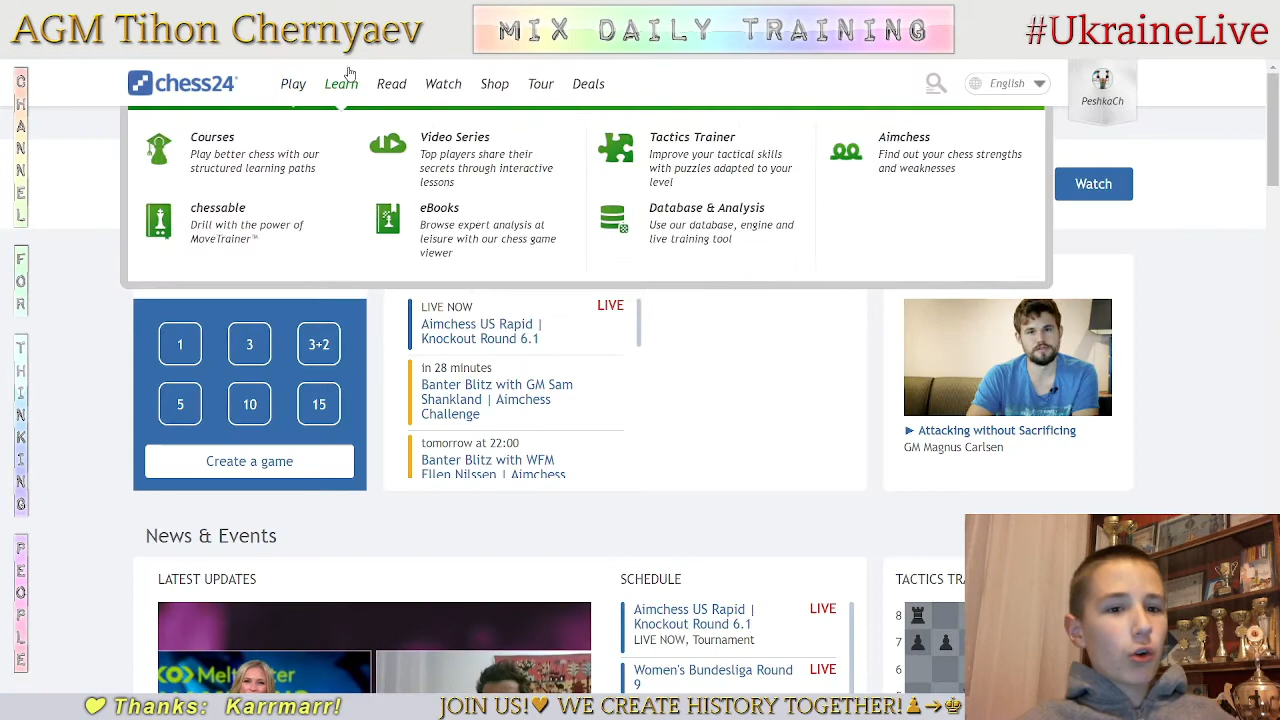 AGM Tihon Chernyaev
MIX DAILY TRAINING
#UkraineLive
CHANNEL
FOR
THINKING
PEOPLE
chess24
Play
Learn
Read
Watch
Shop
Tour
Deals
English
PeshkaCh
Courses
Play better chess with our
structured learning paths
chessable
Drill with the power of
MoveTrainer™
Video Series
Top players share their
secrets through interactive
lessons
eBooks
Browse expert analysis at
leisure with our chess game
viewer
Tactics Trainer
Improve your tactical skills
with puzzles adapted to your
level
Database & Analysis
Use our database, engine and
live training tool
Aimchess
Find out your chess strengths
and weaknesses
Watch
1
3
3+2
5
10
15
Create a game
LIVE NOW
LIVE
Aimchess US Rapid |
Knockout Round 6.1
in 28 minutes
Banter Blitz with GM Sam
Shankland | Aimchess
Challenge
tomorrow at 22:00
Banter Blitz with WFM
Ellen Nilssen | Aimchess
Attacking without Sacrificing
GM Magnus Carlsen
News & Events
LATEST UPDATES
SCHEDULE
Aimchess US Rapid |
Knockout Round 6.1
LIVE
LIVE NOW, Tournament
Women's Bundesliga Round
9
LIVE
TACTICS TRA
8
7
6
Thanks: Karrmarr!
JOIN US! WE CREATE HISTORY TOGETHER!